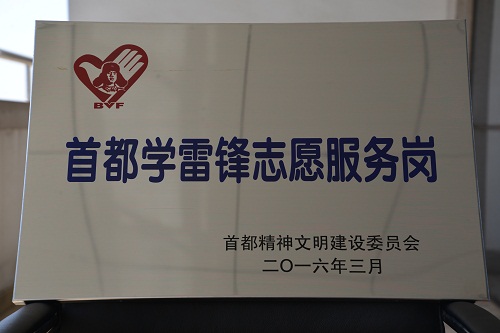 BVF
首都学雷锋志愿服务岗
首都精神文明建设委员会
二〇一六年三月